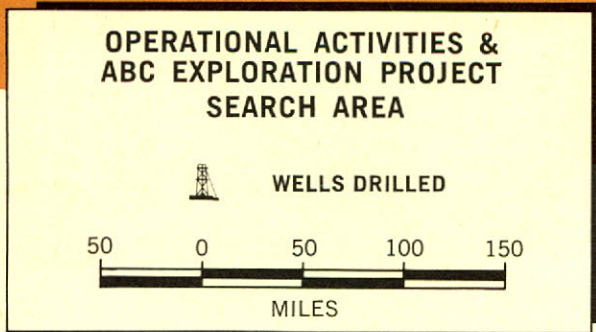 OPERATIONAL ACTIVITIES &
ABC EXPLORATION PROJECT
SEARCH AREA
WELLS DRILLED
50 0 50 100 150
MILES